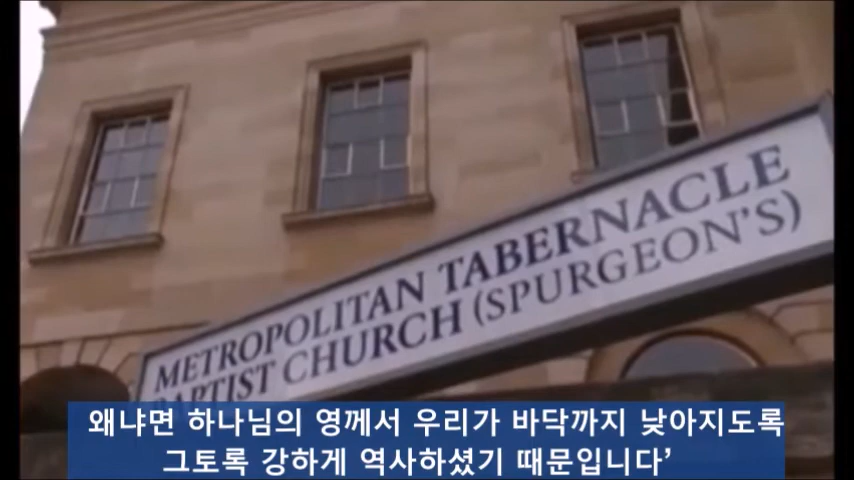 METROPOLITAN TABERNACLE
BAPTIST CHURCH (SPURGEON'S)
왜냐면 하나님의 영께서 우리가 바닥까지 낮아지도록
그토록 강하게 역사하셨기 때문입니다'